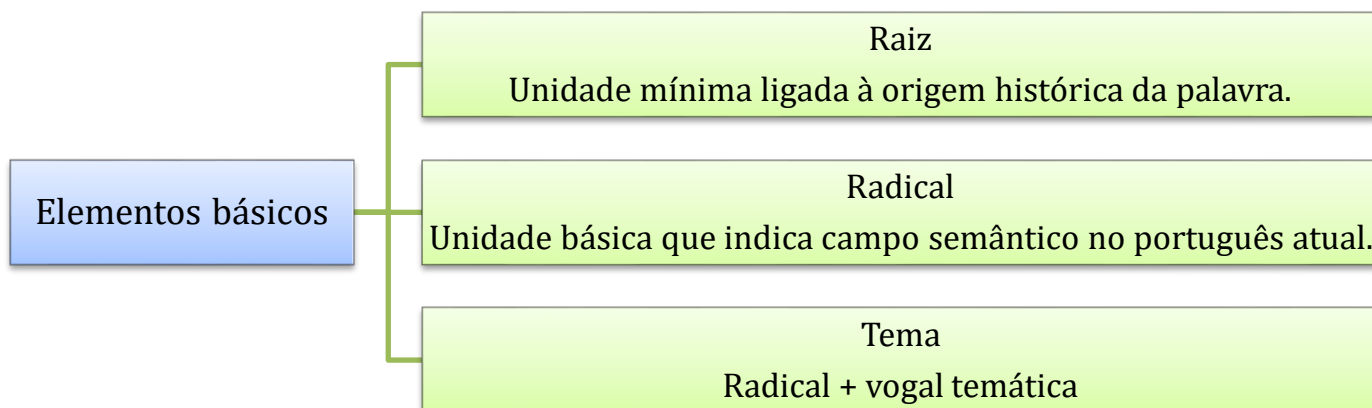 Elementos básicos
Raiz
Unidade mínima ligada à origem histórica da palavra.
Radical
Unidade básica que indica campo semântico no português atual.
Tema
Radical + vogal temática